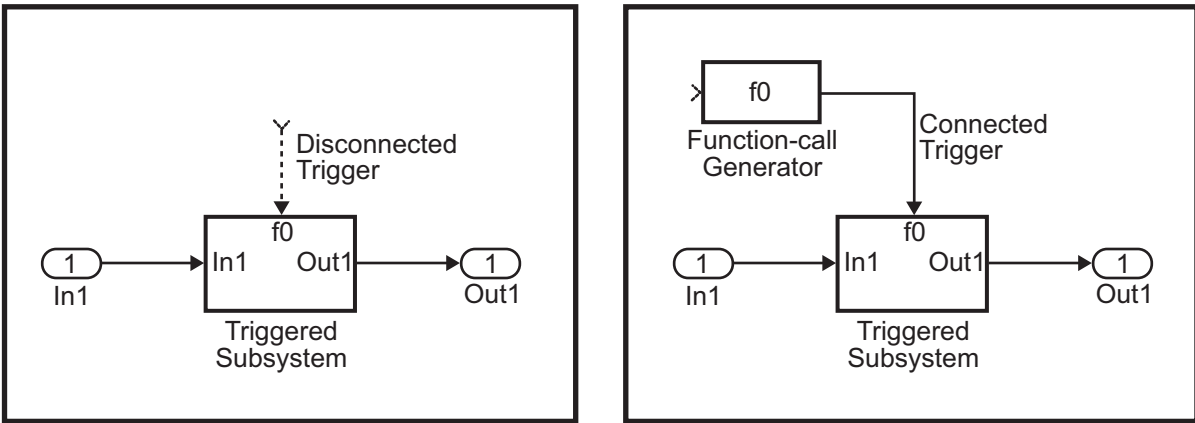 Disconnected
Trigger
f0
1
In1
In1
Out1
1
Out1
Triggered
Subsystem
f0
Function-call
Generator
Connected
Trigger
f0
1
In1
In1
Out1
1
Out1
Triggered
Subsystem